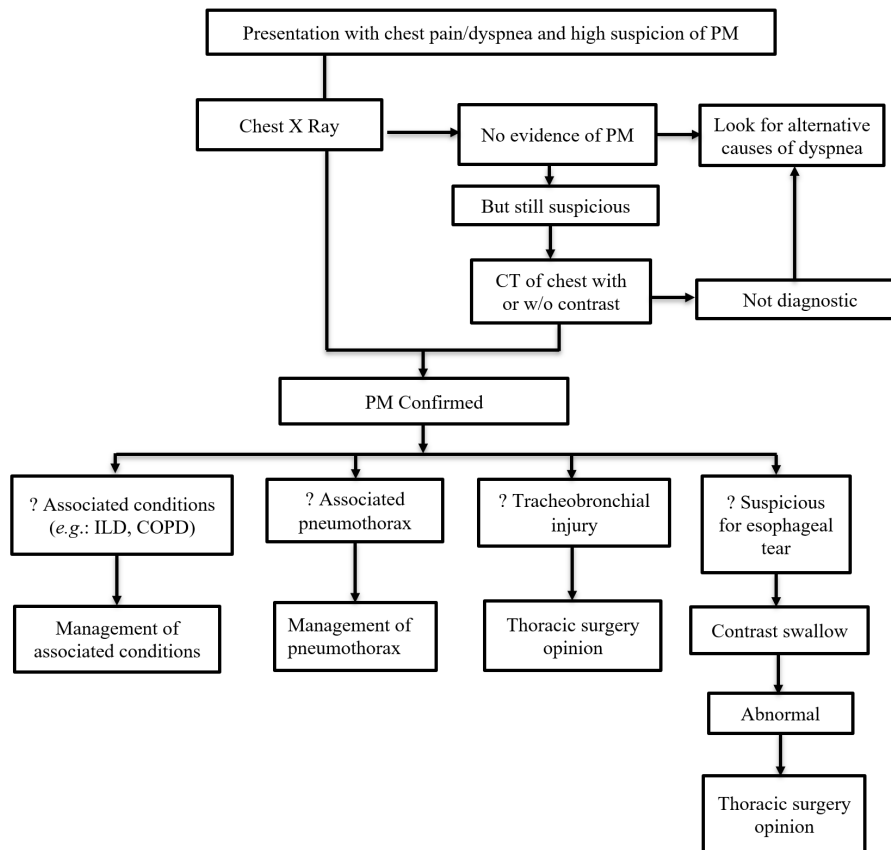 Presentation with chest pain/dyspnea and high suspicion of PM
Chest X Ray
No evidence of PM
Look for alternative
causes of dyspnea
But still suspicious
CT of chest with
or w/o contrast
Not diagnostic
PM Confirmed
? Associated conditions
(e.g.: ILD, COPD)
? Associated
pneumothorax
? Tracheobronchial
injury
? Suspicious
for esophageal
tear
Management of
associated conditions
Management of
pneumothorax
Thoracic surgery
opinion
Contrast swallow
Abnormal
Thoracic surgery
opinion